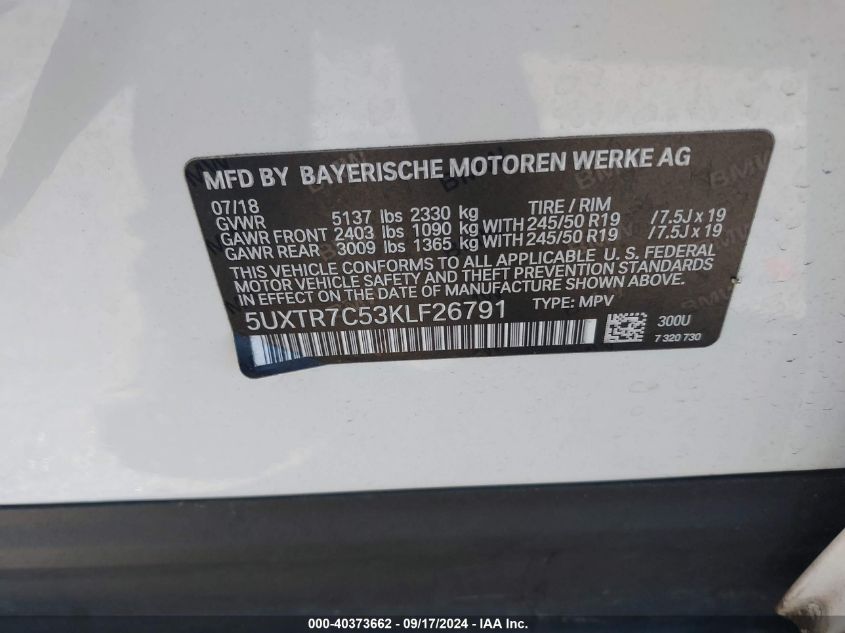 MFD BY BAYERISCHE MOTOREN WERKE AG
07/18 TIRE / RIM
GVWR 5137 lbs 2330 kg
GAWR FRONT 2403 lbs 1090 kg WITH 245/50 R19 /7.5J x 19
GAWR REAR 3009 lbs 1365 kg WITH 245/50 R19 /7.5J x 19
THIS VEHICLE CONFORMS TO ALL APPLICABLE U. S. FEDERAL
MOTOR VEHICLE SAFETY AND THEFT PREVENTION STANDARDS
IN EFFECT ON THE DATE OF MANUFACTURE SHOWN ABOVE.
5UXTR7C53KLF26791 TYPE: MPV
300U
7 320 730
000-40373662 - 09/17/2024 - IAA Inc.